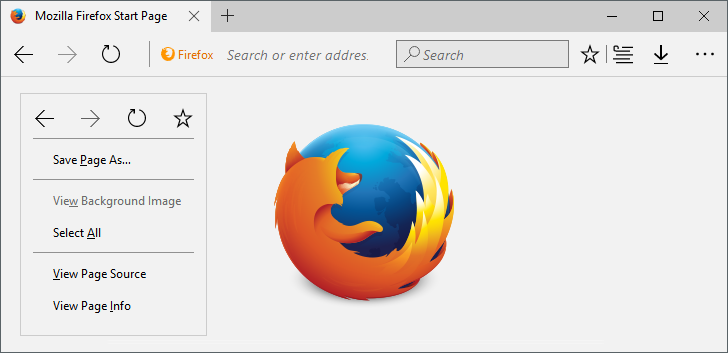 Mozilla Firefox Start Page
Firefox Search or enter addres. Search
Save Page As...
View Background Image
Select All
View Page Source
View Page Info